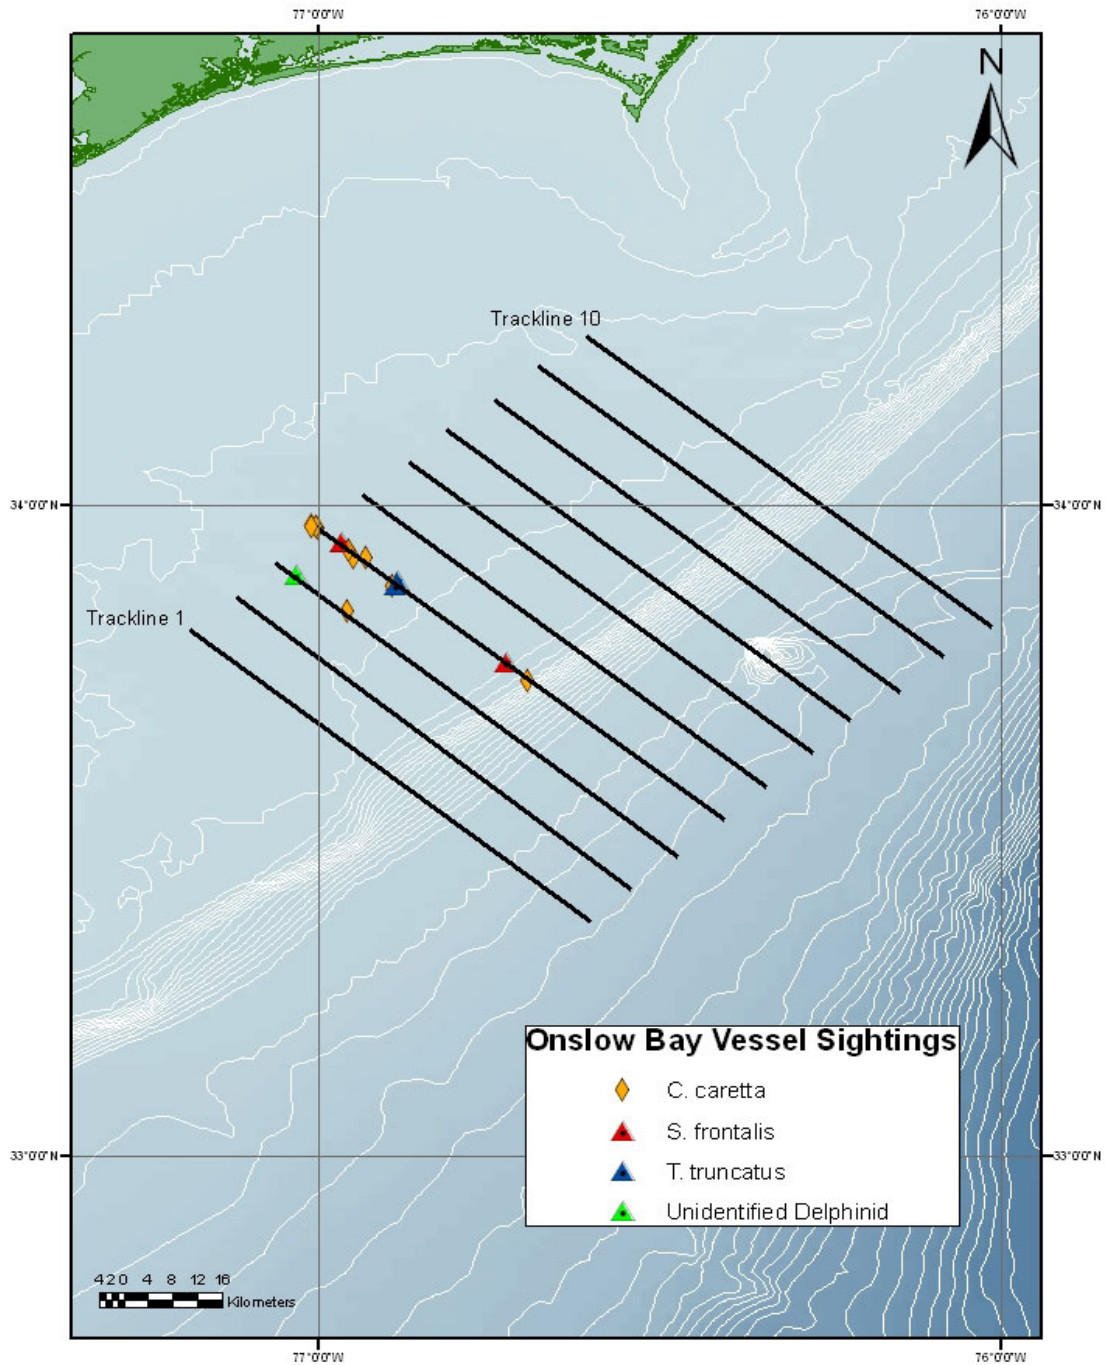 77°0'0"W 76°0'0"W
N
Trackline 10
34°0'0"N 34°0'0"N
Trackline 1
Onslow Bay Vessel Sightings
C. caretta
S. frontalis
T. truncatus
Unidentified Delphinid
33°0'0"N 33°0'0"N
4 2 0 4 8 12 16
Kilometers
77°0'0"W 76°0'0"W